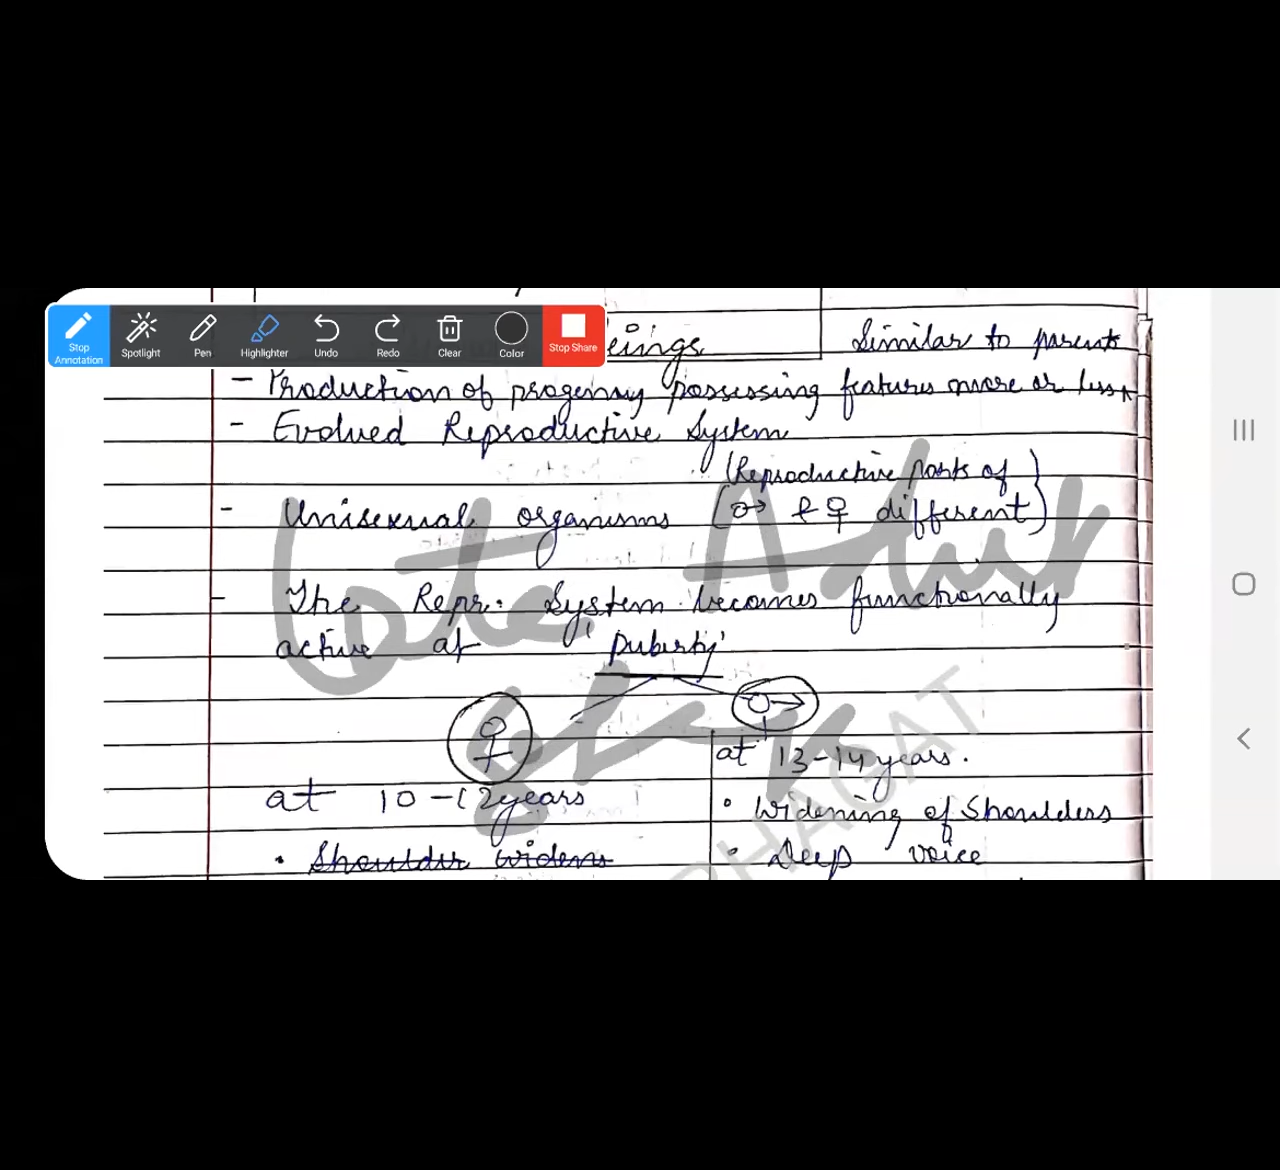 Stop Annotation
Spotlight
Pen
Highlighter
Undo
Redo
Clear
Color
Stop Share
eings
Similar to parents
- Production of progeny possessing features more or less
- Evolved Reproductive System
(Reproductive parts of
- Unisexual organisms ♂ & ♀ different)
- The Repr. System becomes functionally
active at 'Puberty'
♀ ♂
at 13-14 years.
at 10-12 years
• Widening of Shoulders
• Shoulder widens
• Deep voice
BHAGAT